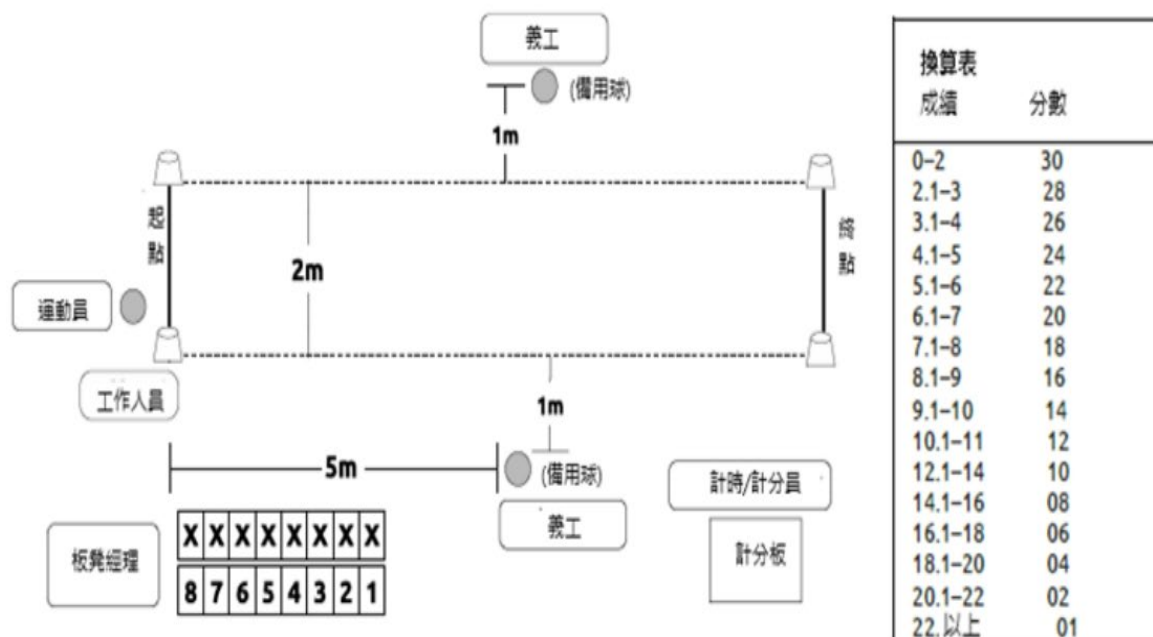 義工
(備用球)
1m
起點
2m
終點
運動員
工作人員
1m
5m
(備用球)
義工
計時/計分員
計分板
板凳經理
X X X X X X X X
8 7 6 5 4 3 2 1
換算表
成績 分數
0-2 30
2.1-3 28
3.1-4 26
4.1-5 24
5.1-6 22
6.1-7 20
7.1-8 18
8.1-9 16
9.1-10 14
10.1-11 12
12.1-14 10
14.1-16 08
16.1-18 06
18.1-20 04
20.1-22 02
22.以上 01